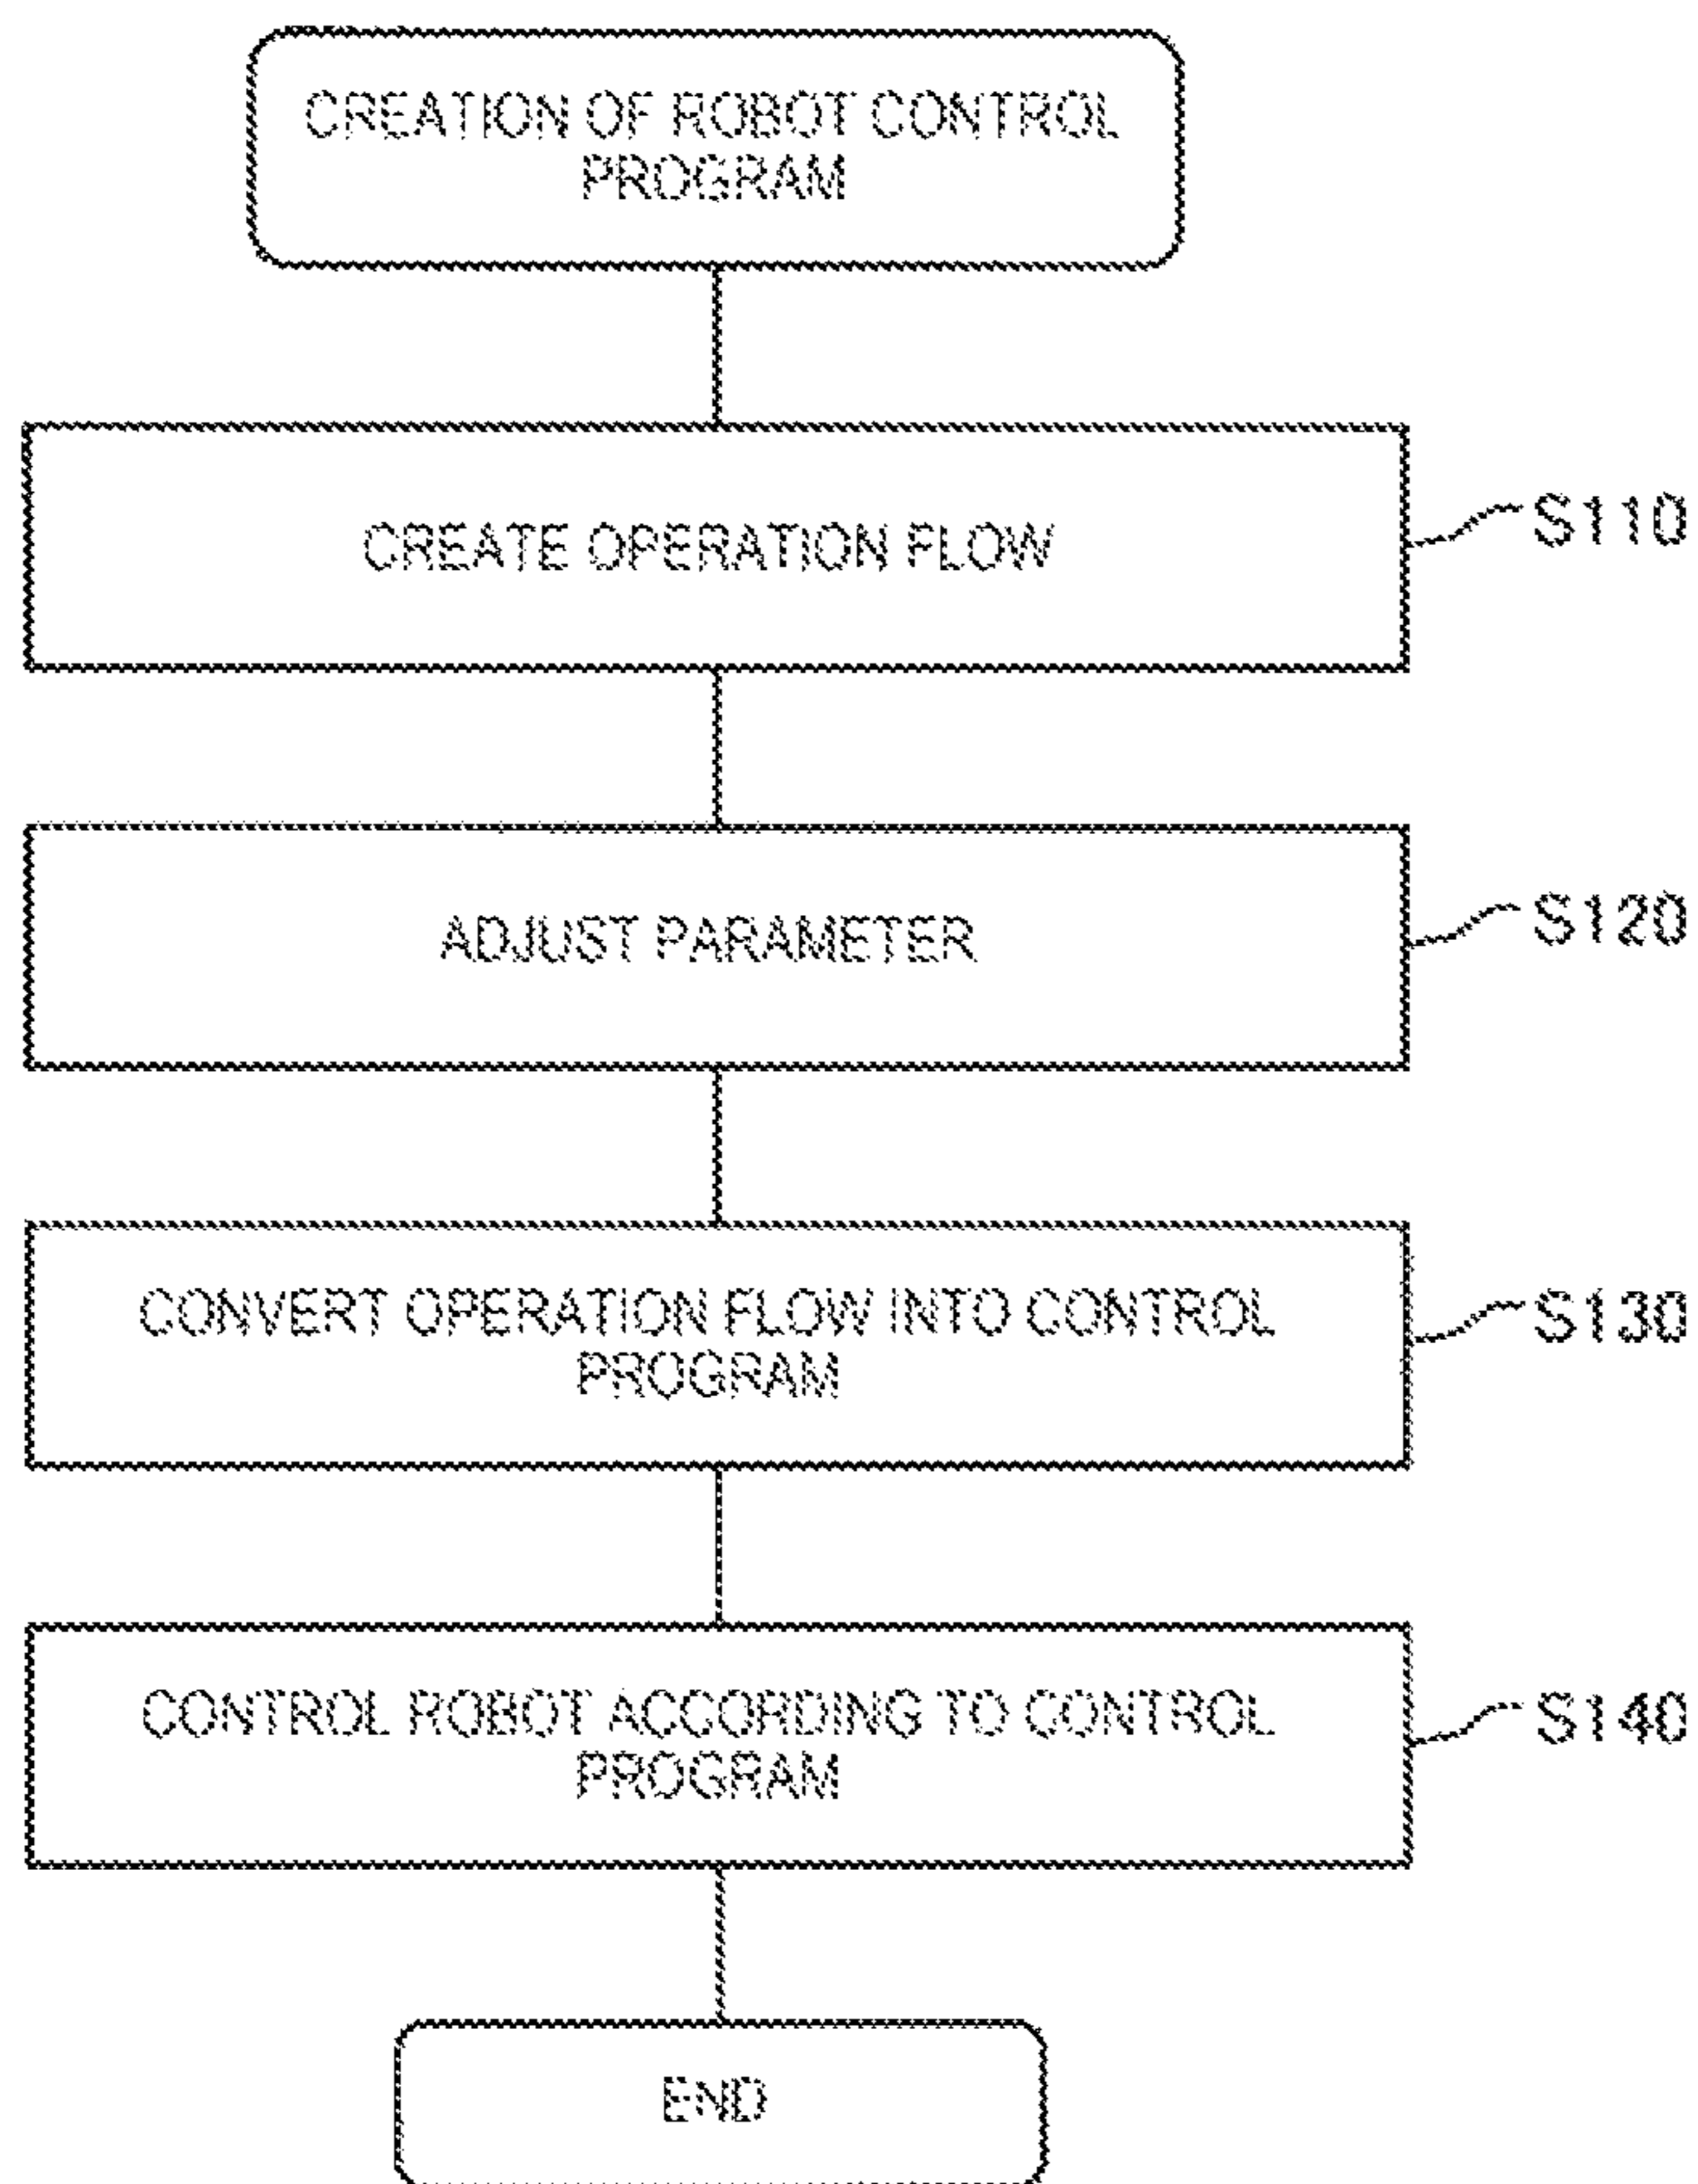 CREATION OF ROBOT CONTROL
PROGRAM
CREATE OPERATION FLOW
S110
ADJUST PARAMETER
S120
CONVERT OPERATION FLOW INTO CONTROL
PROGRAM
S130
CONTROL ROBOT ACCORDING TO CONTROL
PROGRAM
S140
END